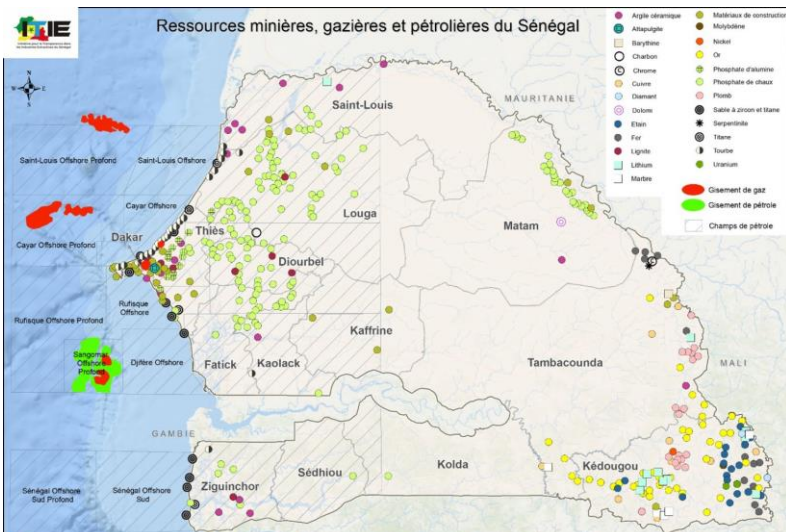 ITIE
Ressources minières, gazières et pétrolières du Sénégal
Argile céramique
Attapulgite
Barythine
Charbon
Chrome
Cuivre
Diamant
Dolomi
Etain
Fer
Lignite
Lithium
Marbre
Matériaux de construction
Molybdène
Nickel
Or
Phosphate d'alumine
Phosphate de chaux
Plomb
Sable à zircon et titane
Serpentinite
Titane
Tourbe
Uranium
Gisement de gaz
Gisement de pétrole
Champs de pétrole
N
MAURITANIE
Saint-Louis
Saint-Louis Offshore Profond
Saint-Louis Offshore
Cayar Offshore
Louga
Matam
Dakar
Thiès
Cayar Offshore Profond
Diourbel
Rufisque
Offshore
Rufisque Offshore Profond
Kaffrine
Sangomar
Offshore
Profond
Djifère Offshore
Fatick
Kaolack
Tambacounda
MALI
GAMBIE
Sénégal Offshore
Sud Profond
Sénégal Offshore
Sud
Ziguinchor
Sédhiou
Kolda
Kédougou